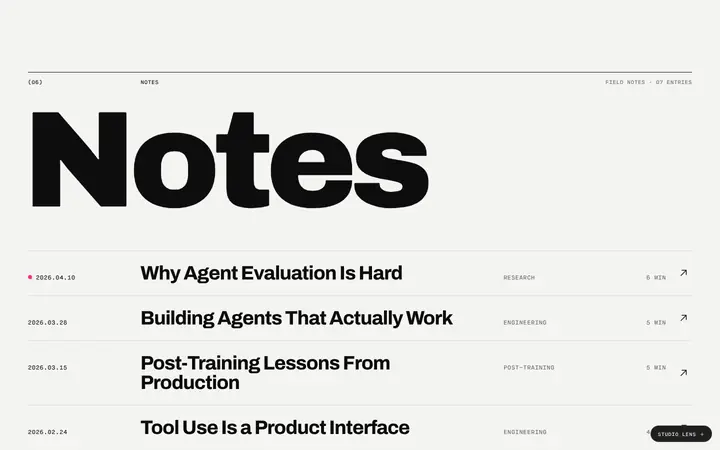 (06) NOTES FIELD NOTES - 07 ENTRIES
Notes
2026.04.10 Why Agent Evaluation Is Hard RESEARCH 6 MIN
2026.03.28 Building Agents That Actually Work ENGINEERING 5 MIN
2026.03.15 Post-Training Lessons From
Production POST-TRAINING 5 MIN
2026.02.24 Tool Use Is a Product Interface ENGINEERING
STUDIO LENS +